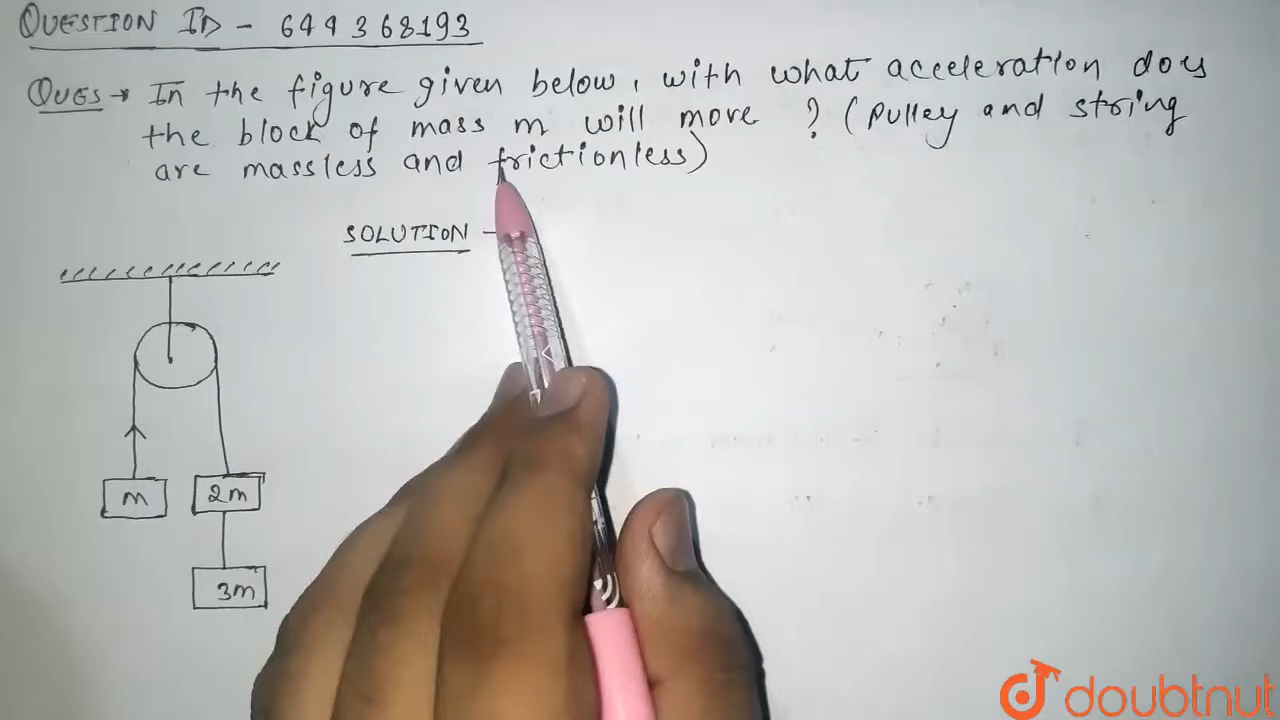 QUESTION ID - 644368193
QUES → In the figure given below, with what acceleration does
the block of mass m will move ? (Pulley and string
are massless and frictionless)
SOLUTION -
m
2m
3m
doubtnut